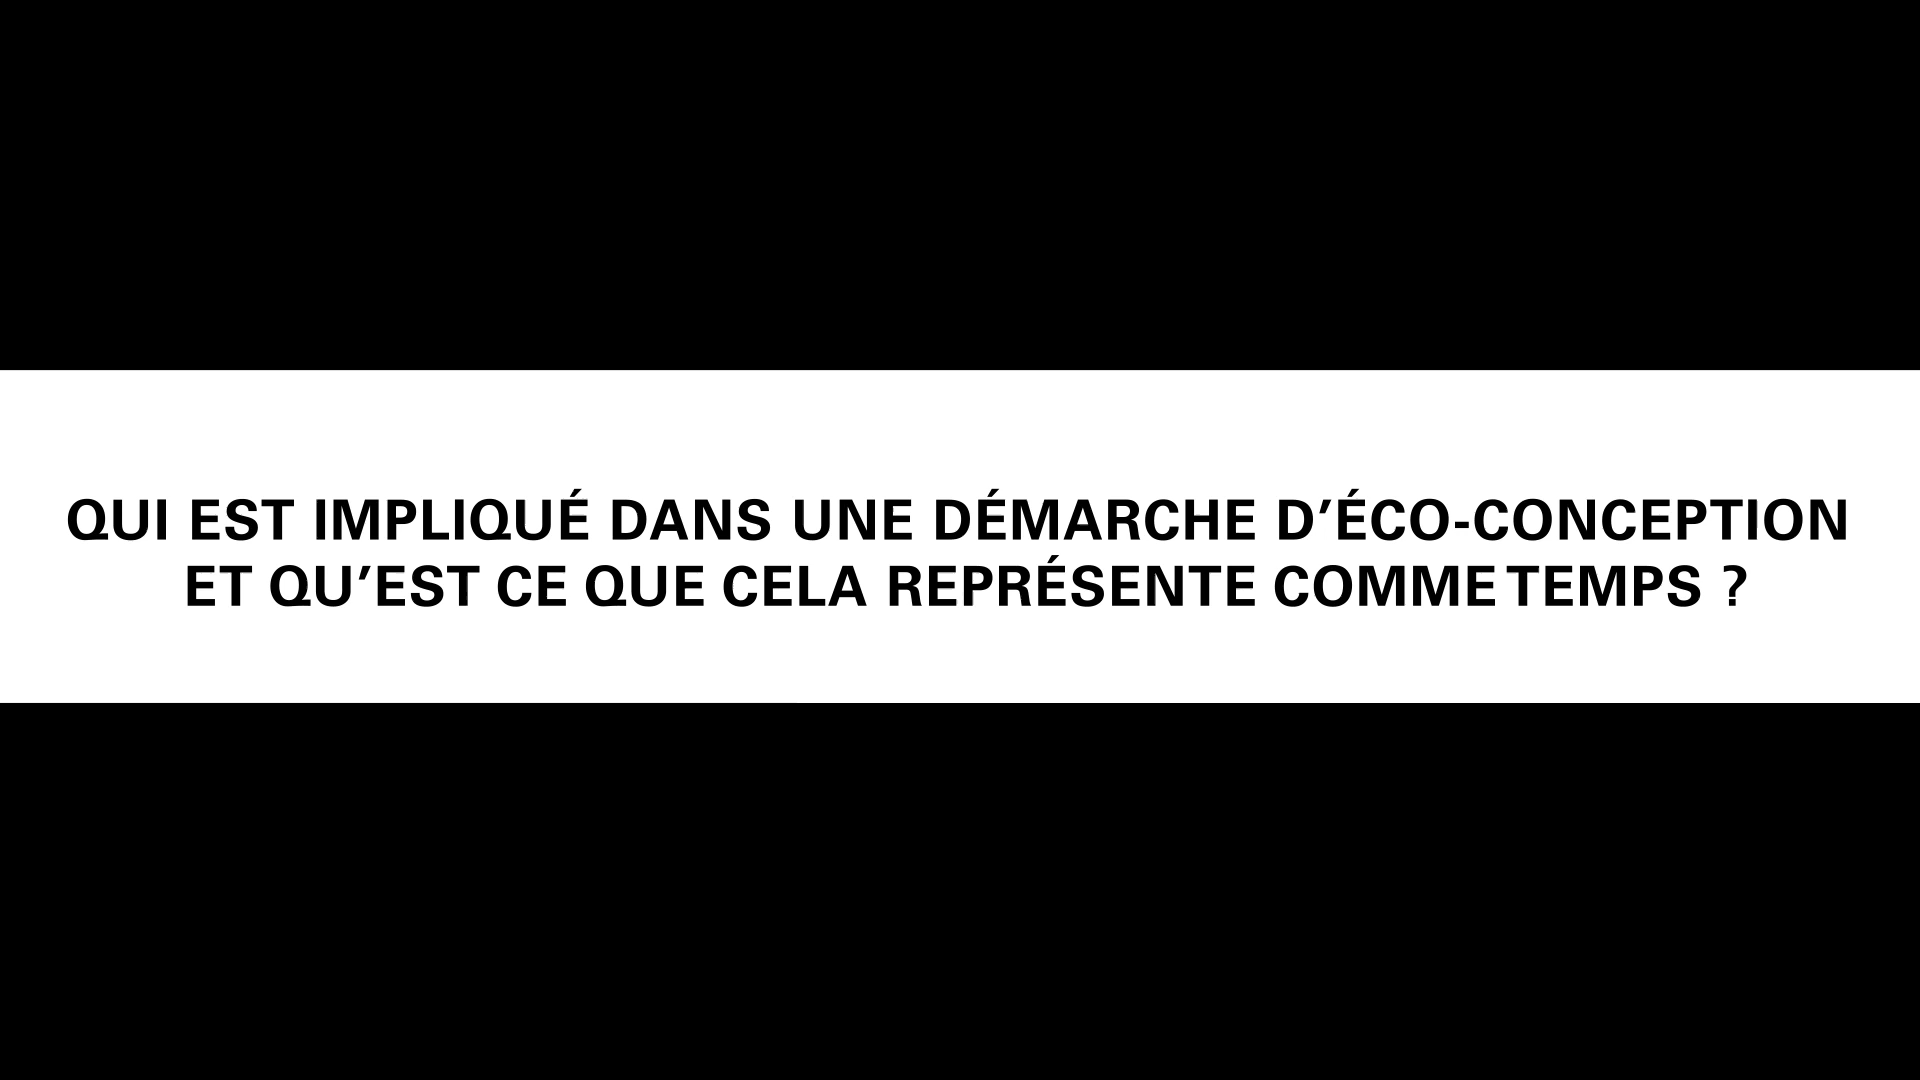 QUI EST IMPLIQUÉ DANS UNE DÉMARCHE D’ÉCO-CONCEPTION
ET QU’EST CE QUE CELA REPRÉSENTE COMME TEMPS ?